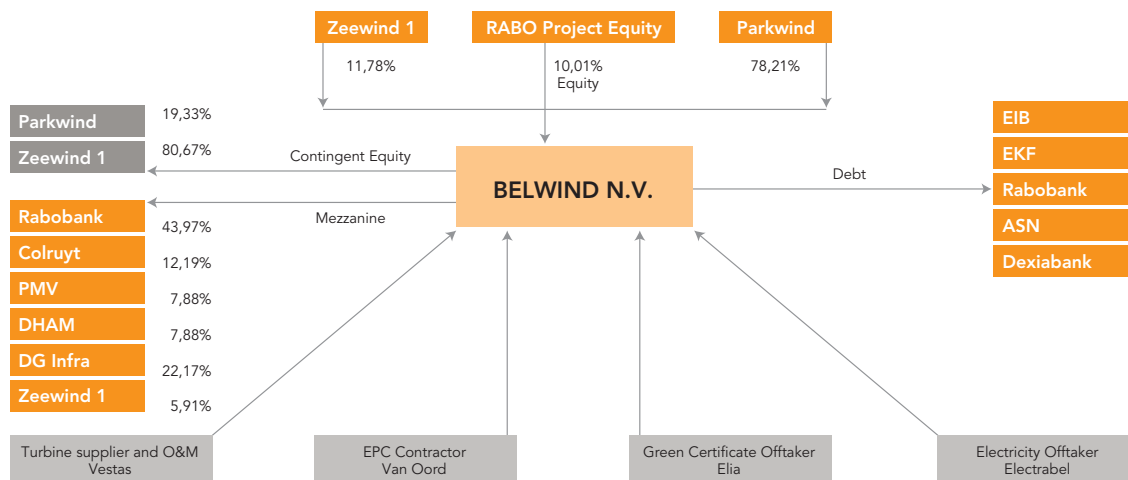 Zeewind 1
RABO Project Equity
Parkwind
11,78%
10,01%
Equity
78,21%
Parkwind
19,33%
Zeewind 1
80,67%
Contingent Equity
BELWIND N.V.
Debt
EIB
EKF
Rabobank
ASN
Dexiabank
Mezzanine
Rabobank
43,97%
Colruyt
12,19%
PMV
7,88%
DHAM
7,88%
DG Infra
22,17%
Zeewind 1
5,91%
Turbine supplier and O&M
Vestas
EPC Contractor
Van Oord
Green Certificate Offtaker
Elia
Electricity Offtaker
Electrabel